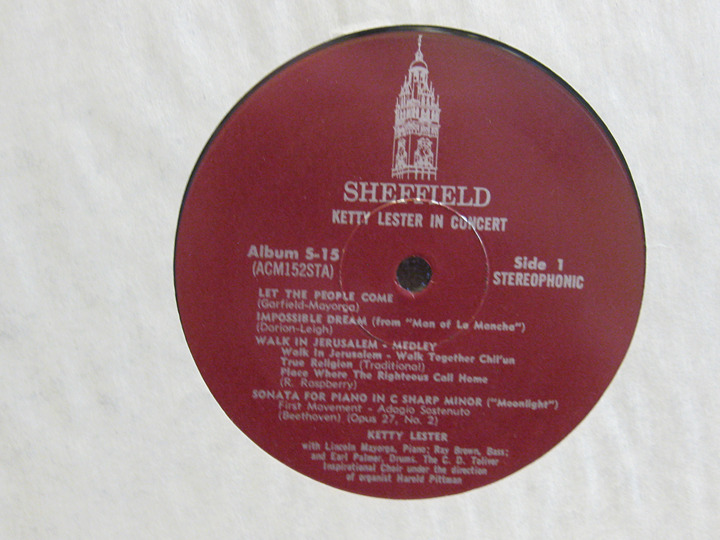 SHEFFIELD
KETTY LESTER IN CONCERT
Album S-15
(ACM152STA)
Side 1
STEREOPHONIC
LET THE PEOPLE COME
(Garfield-Mayorga)
IMPOSSIBLE DREAM (from "Man of La Mancha")
(Darion-Leigh)
WALK IN JERUSALEM - MEDLEY
Walk In Jerusalem - Walk Together Chil'un
True Religion (Traditional)
Place Where The Righteous Call Home
(R. Raspberry)
SONATA FOR PIANO IN C SHARP MINOR ("Moonlight")
First Movement - Adagio Sostenuto
(Beethoven) (Opus 27, No. 2)
KETTY LESTER
with Lincoln Mayorga, Piano; Ray Brown, Bass;
and Earl Palmer, Drums. The C. D. Toliver
Inspirational Choir under the direction
of organist Harold Pittman